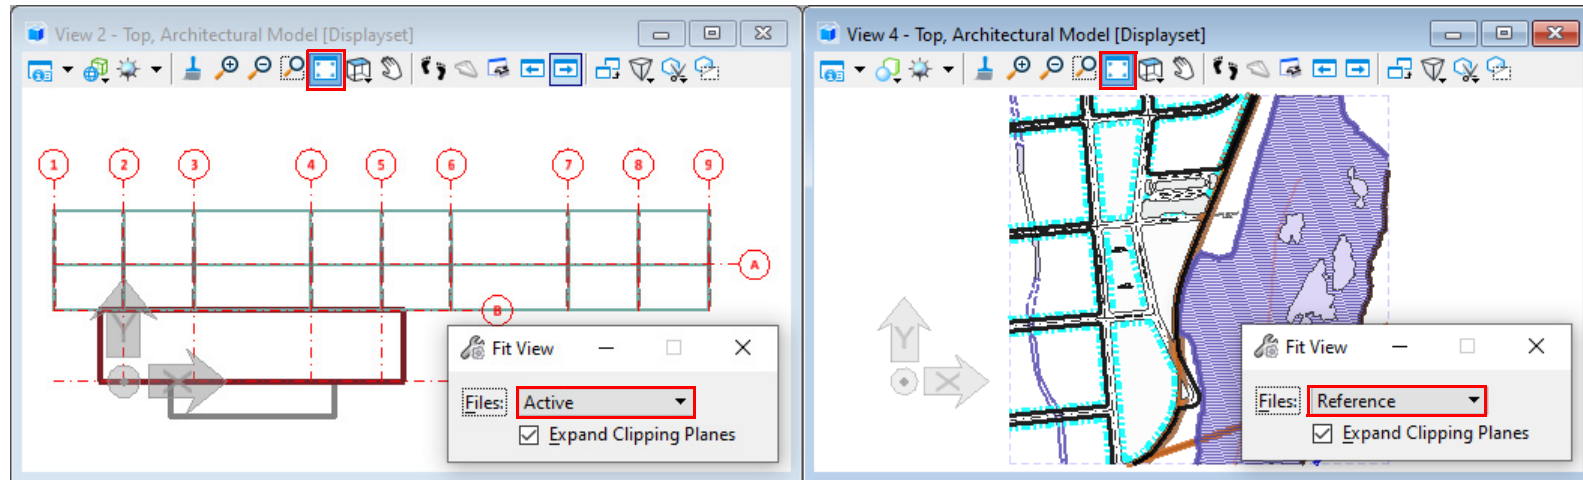 View 2 - Top, Architectural Model [Displayset]
1 2 3 4 5 6 7 8 9
A
B
Y
X
Fit View
Files: Active
Expand Clipping Planes
View 4 - Top, Architectural Model [Displayset]
Y
X
Fit View
Files: Reference
Expand Clipping Planes